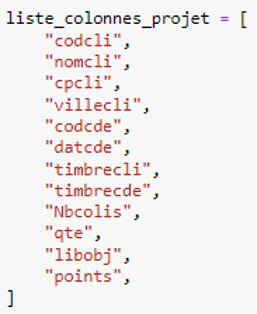 liste_colonnes_projet = [
    "codcli",
    "nomcli",
    "cpcli",
    "villecli",
    "codcde",
    "datcde",
    "timbrecli",
    "timbrecde",
    "Nbcolis",
    "qte",
    "libobj",
    "points",
]